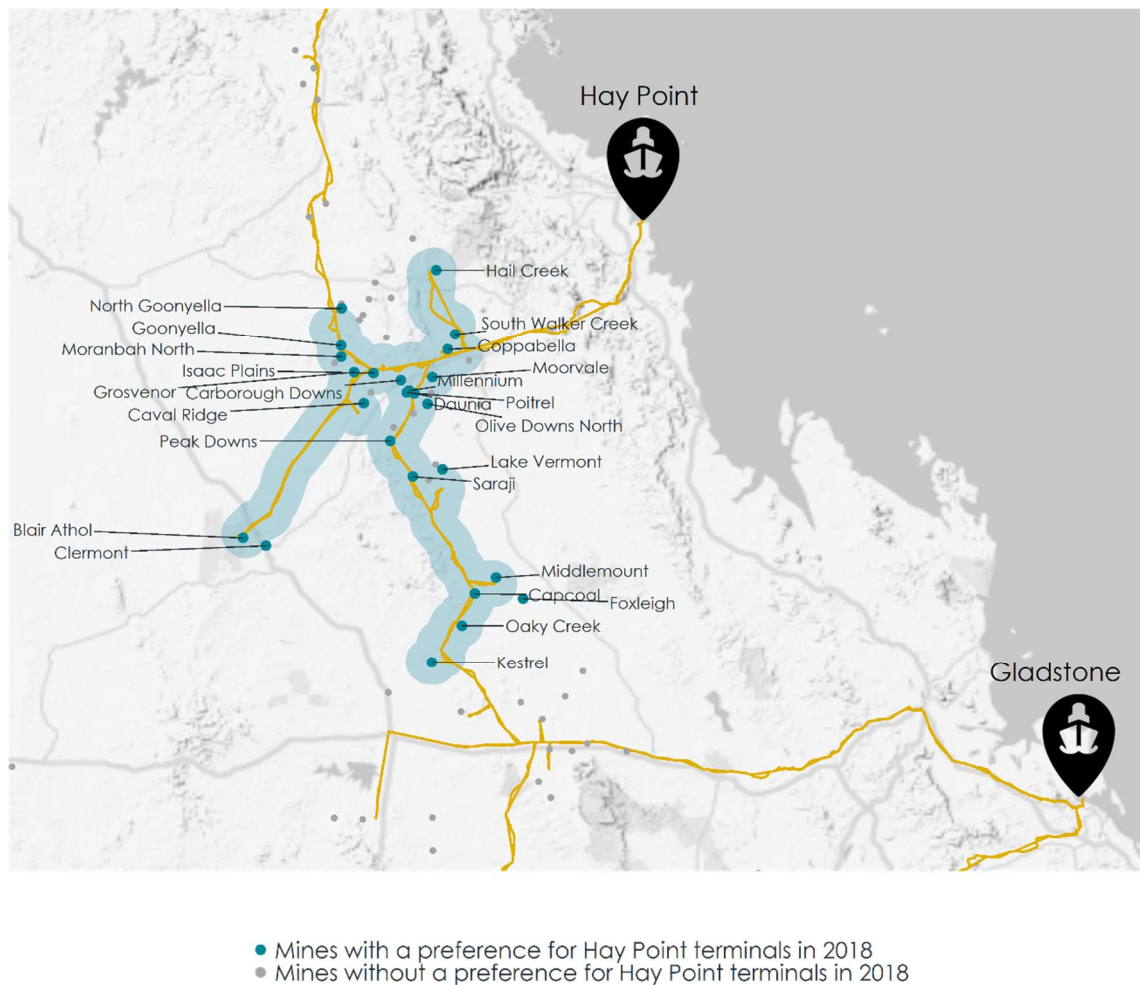 Hay Point
Hail Creek
North Goonyella
South Walker Creek
Goonyella
Coppabella
Moranbah North
Moorvale
Isaac Plains
Millennium
Grosvenor
Carborough Downs
Poitrel
Daunia
Caval Ridge
Olive Downs North
Peak Downs
Lake Vermont
Saraji
Blair Athol
Clermont
Middlemount
Capcoal
Foxleigh
Oaky Creek
Kestrel
Gladstone
Mines with a preference for Hay Point terminals in 2018
Mines without a preference for Hay Point terminals in 2018